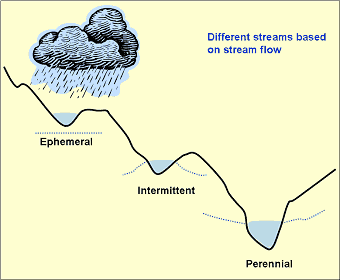 Different streams based
on stream flow
Ephemeral
Intermittent
Perennial